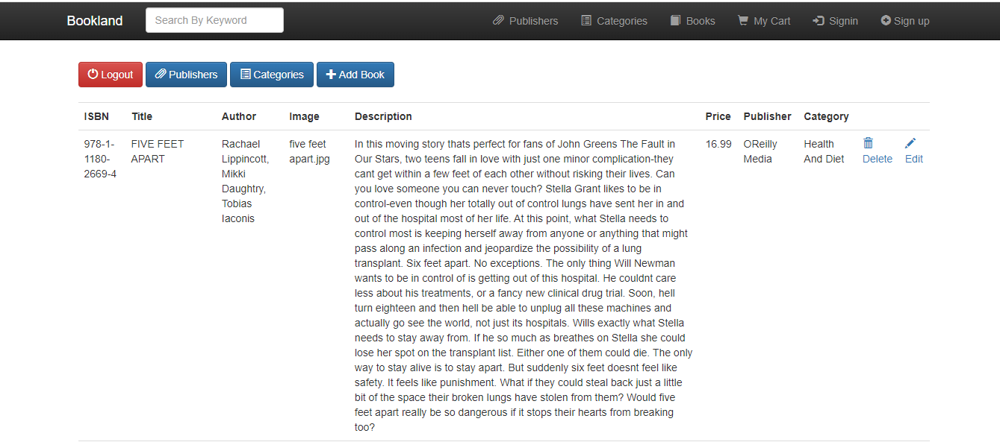 Bookland Search By Keyword Publishers Categories Books My Cart Signin Sign up
Logout Publishers Categories Add Book
ISBN Title Author Image Description Price Publisher Category
978-1-
1180-
2669-4
FIVE FEET
APART
Rachael
Lippincott,
Mikki
Daughtry,
Tobias
Iaconis
five feet
apart.jpg
In this moving story thats perfect for fans of John Greens The Fault in
Our Stars, two teens fall in love with just one minor complication-they
cant get within a few feet of each other without risking their lives. Can
you love someone you can never touch? Stella Grant likes to be in
control-even though her totally out of control lungs have sent her in and
out of the hospital most of her life. At this point, what Stella needs to
control most is keeping herself away from anyone or anything that might
pass along an infection and jeopardize the possibility of a lung
transplant. Six feet apart. No exceptions. The only thing Will Newman
wants to be in control of is getting out of this hospital. He couldnt care
less about his treatments, or a fancy new clinical drug trial. Soon, hell
turn eighteen and then hell be able to unplug all these machines and
actually go see the world, not just its hospitals. Wills exactly what Stella
needs to stay away from. If he so much as breathes on Stella she could
lose her spot on the transplant list. Either one of them could die. The only
way to stay alive is to stay apart. But suddenly six feet doesnt feel like
safety. It feels like punishment. What if they could steal back just a little
bit of the space their broken lungs have stolen from them? Would five
feet apart really be so dangerous if it stops their hearts from breaking
too?
16.99
OReilly
Media
Health
And Diet
Delete
Edit